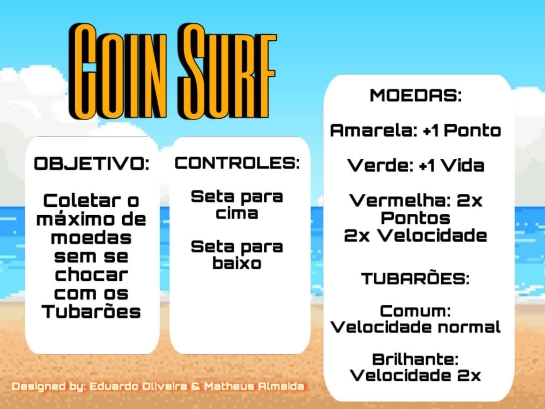 COIN SURF
OBJETIVO:
Coletar o
máximo de
moedas
sem se
chocar
com os
Tubarões
CONTROLES:
Seta para
cima
Seta para
baixo
MOEDAS:
Amarela: +1 Ponto
Verde: +1 Vida
Vermelha: 2x
Pontos
2x Velocidade
TUBARÕES:
Comum:
Velocidade normal
Brilhante:
Velocidade 2x
Designed by: Eduardo Oliveira & Matheus Almeida